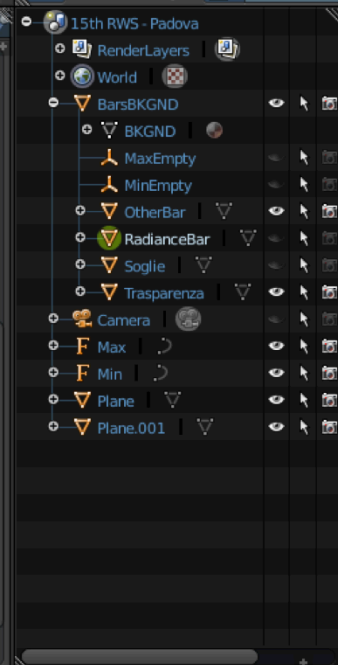 15th RWS - Padova
RenderLayers
World
BarsBKGND
BKGND
MaxEmpty
MinEmpty
OtherBar
RadianceBar
Soglie
Trasparenza
Camera
Max
Min
Plane
Plane.001